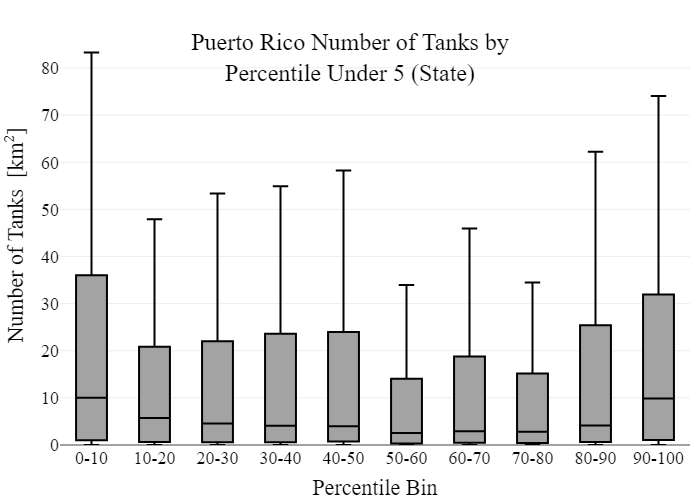 Puerto Rico Number of Tanks by
Percentile Under 5 (State)
Number of Tanks [km²]
80
70
60
50
40
30
20
10
0
0-10 10-20 20-30 30-40 40-50 50-60 60-70 70-80 80-90 90-100
Percentile Bin